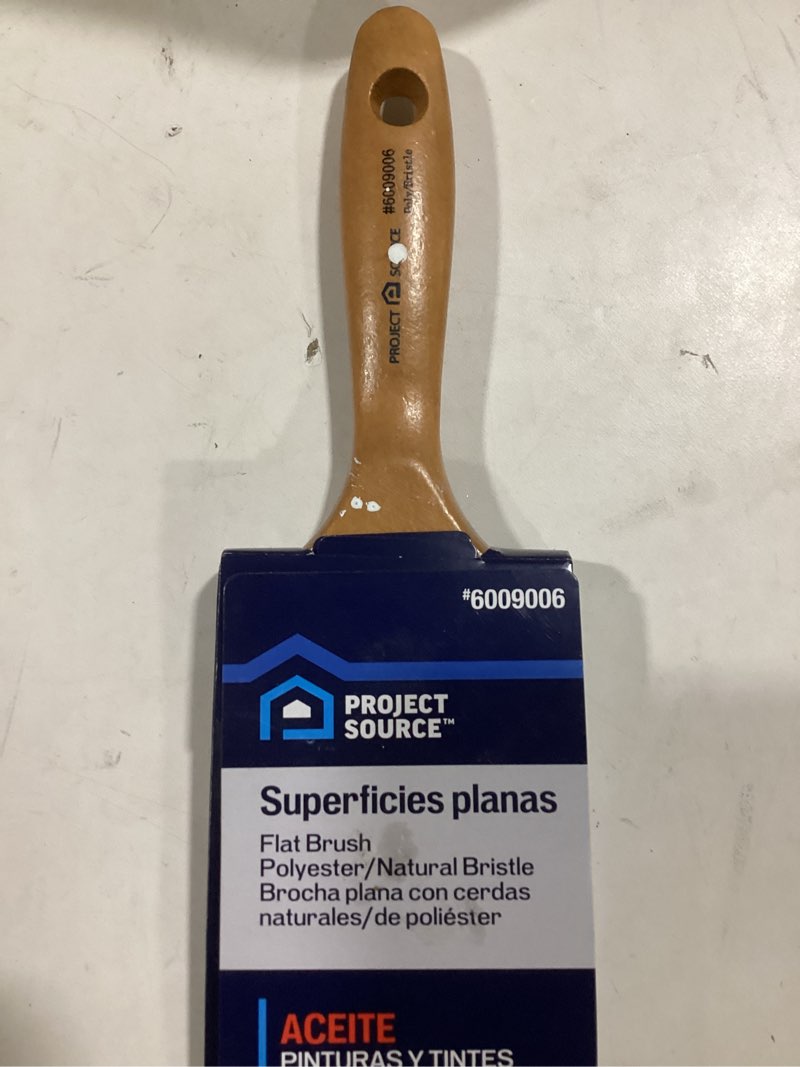 #6009006
Poly/Bristle
PROJECT SOURCE
#6009006
PROJECT
SOURCE™
Superficies planas
Flat Brush
Polyester/Natural Bristle
Brocha plana con cerdas
naturales/de poliéster
ACEITE
PINTURAS Y TINTES